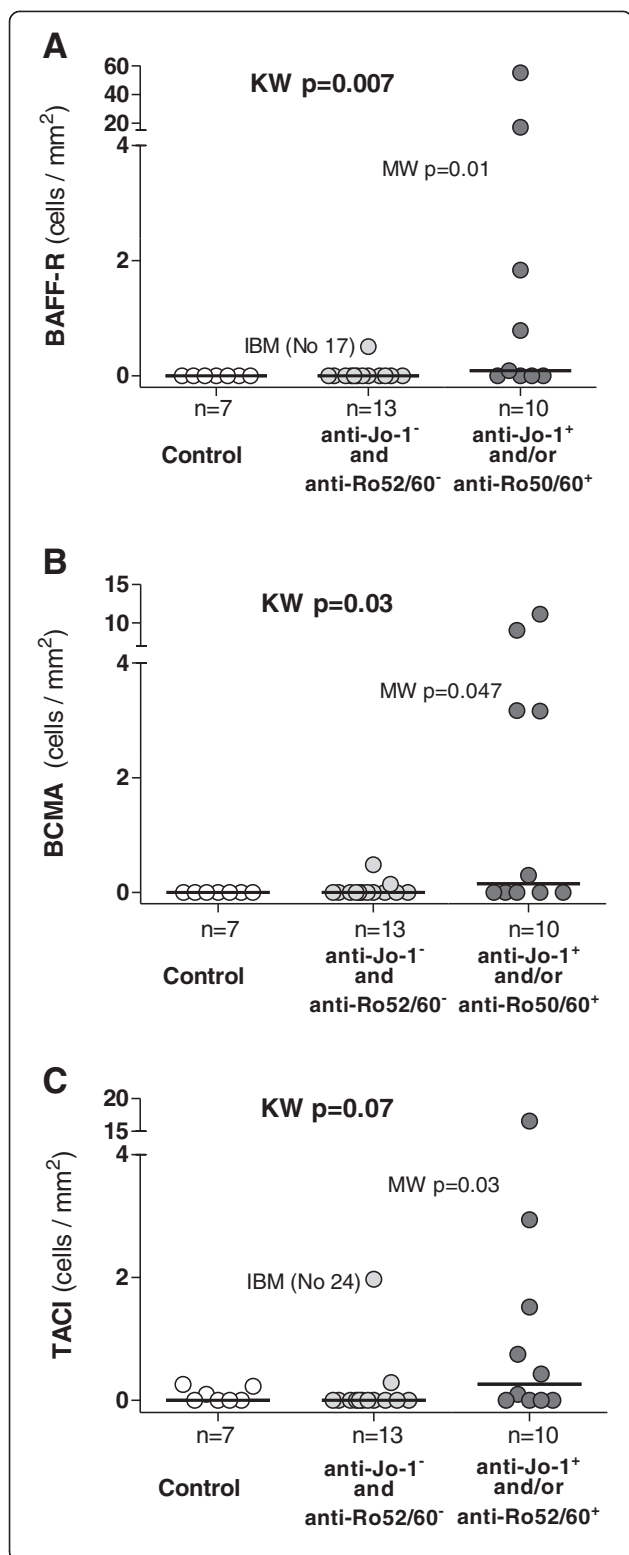 A
60
40
20
4
2
0
BAFF-R (cells / mm²)
KW p=0.007
MW p=0.01
IBM (No 17)
n=7
n=13
n=10
Control
anti-Jo-1⁻
and
anti-Ro52/60⁻
anti-Jo-1⁺
and/or
anti-Ro50/60⁺
B
15
10
4
2
0
BCMA (cells / mm²)
KW p=0.03
MW p=0.047
n=7
n=13
n=10
Control
anti-Jo-1⁻
and
anti-Ro52/60⁻
anti-Jo-1⁺
and/or
anti-Ro50/60⁺
C
20
15
4
2
0
TACI (cells / mm²)
KW p=0.07
MW p=0.03
IBM (No 24)
n=7
n=13
n=10
Control
anti-Jo-1⁻
and
anti-Ro52/60⁻
anti-Jo-1⁺
and/or
anti-Ro52/60⁺